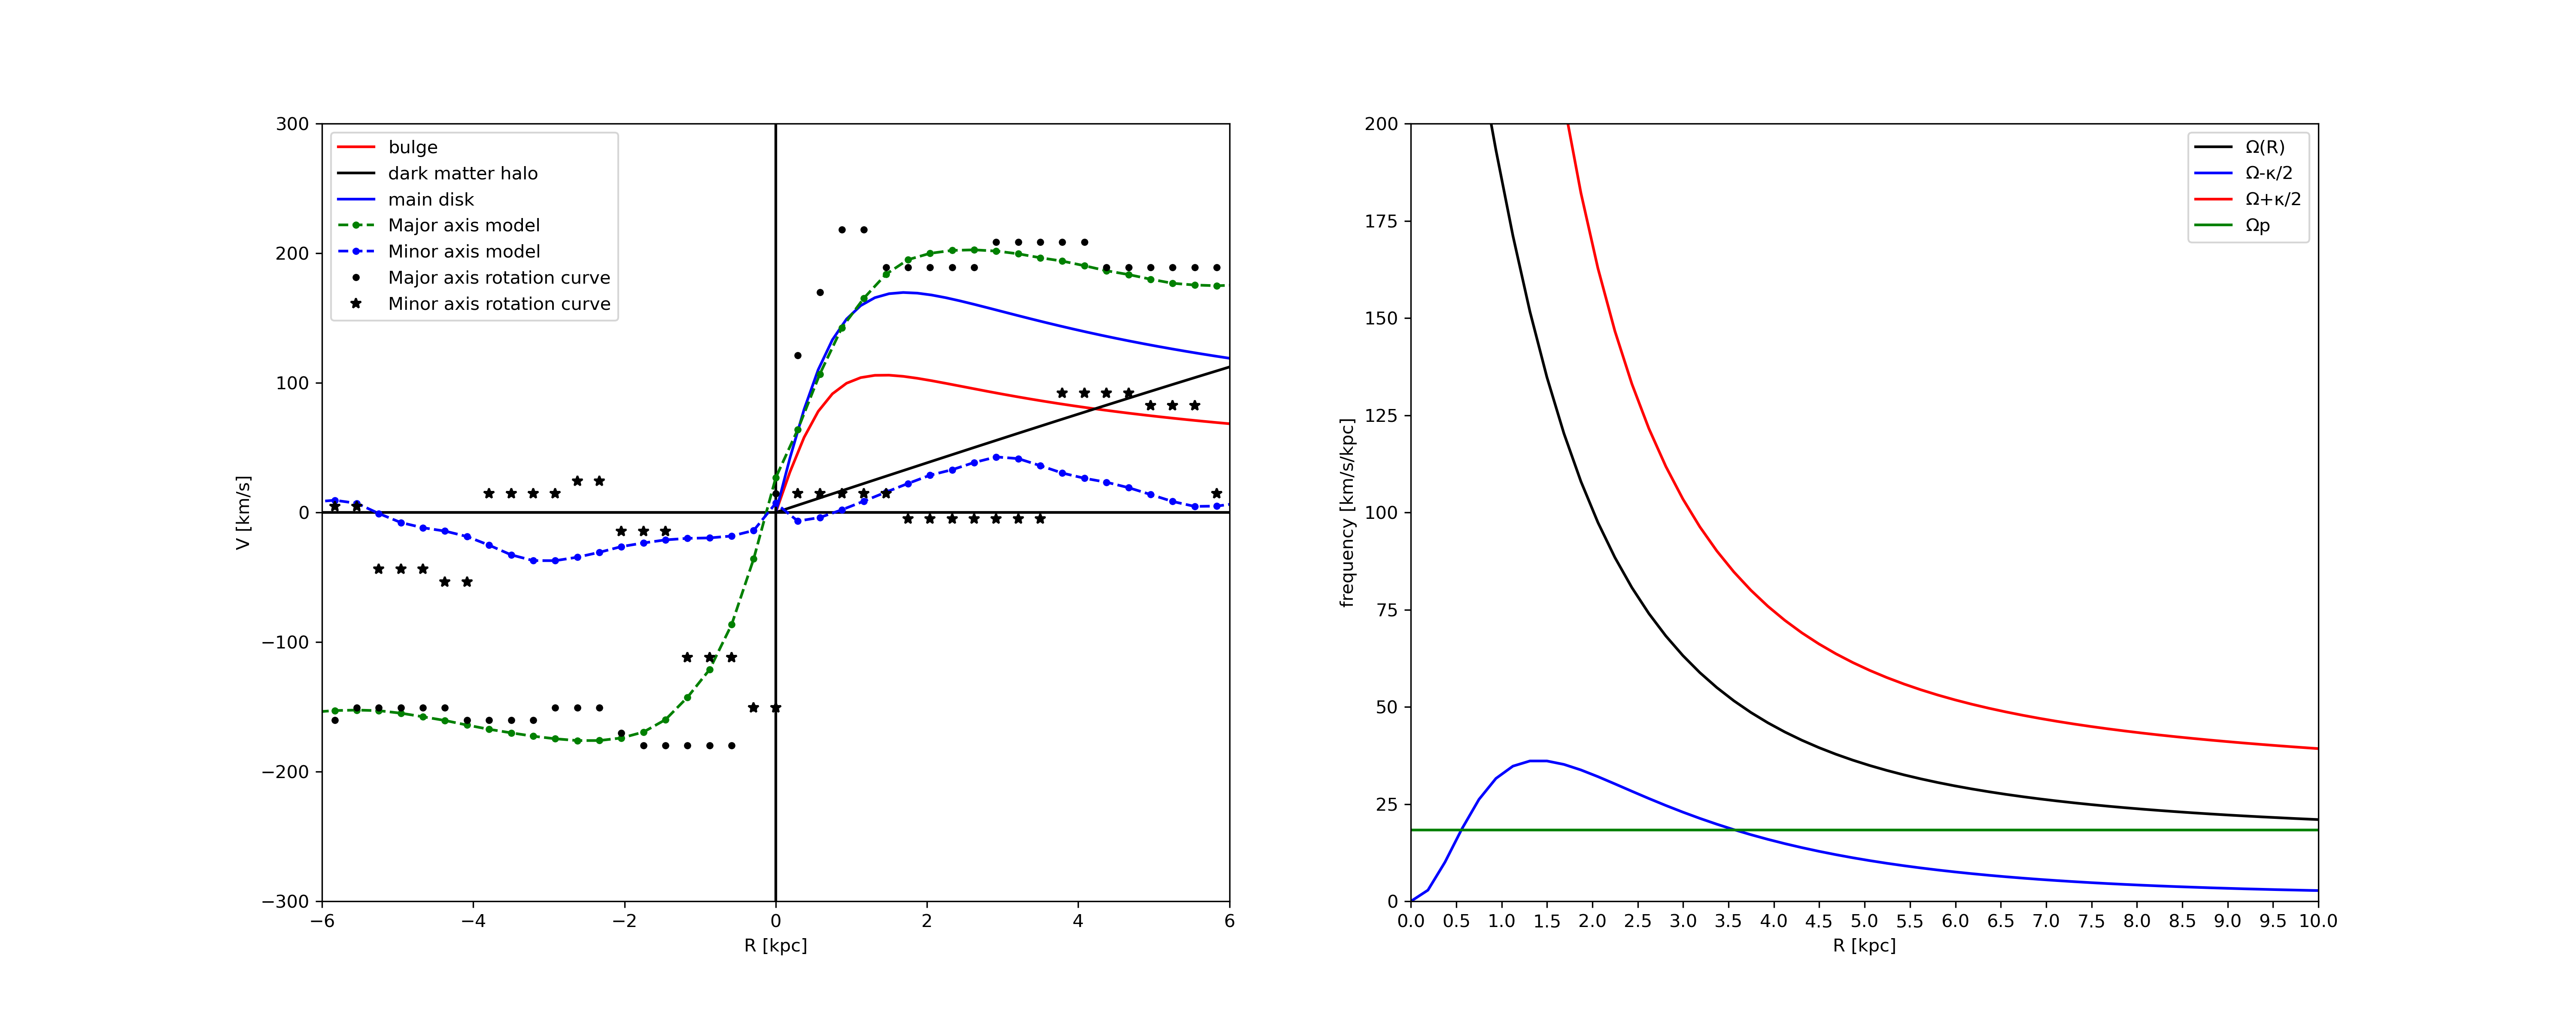 300
200
100
0
−100
−200
−300
V [km/s]
bulge
dark matter halo
main disk
Major axis model
Minor axis model
Major axis rotation curve
Minor axis rotation curve
−6 −4 −2 0 2 4 6
R [kpc]
200
175
150
125
100
75
50
25
0
frequency [km/s/kpc]
Ω(R)
Ω-κ/2
Ω+κ/2
Ωp
0.0 0.5 1.0 1.5 2.0 2.5 3.0 3.5 4.0 4.5 5.0 5.5 6.0 6.5 7.0 7.5 8.0 8.5 9.0 9.5 10.0
R [kpc]